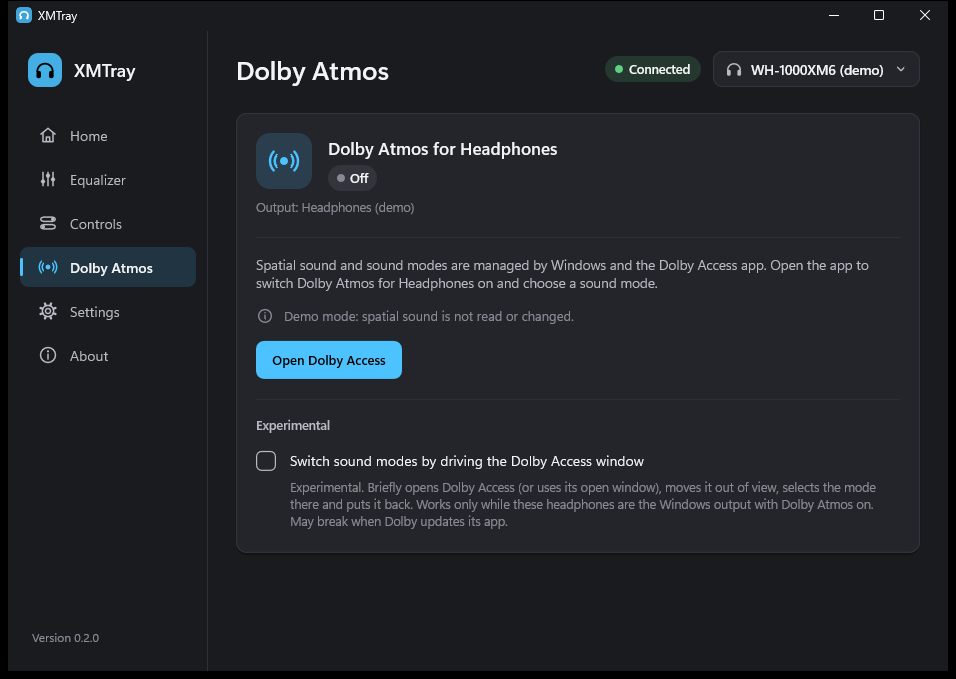 XMTray
XMTray
Home
Equalizer
Controls
Dolby Atmos
Settings
About
Version 0.2.0
Dolby Atmos
Connected
WH-1000XM6 (demo)
Dolby Atmos for Headphones
Off
Output: Headphones (demo)
Spatial sound and sound modes are managed by Windows and the Dolby Access app. Open the app to
switch Dolby Atmos for Headphones on and choose a sound mode.
Demo mode: spatial sound is not read or changed.
Open Dolby Access
Experimental
Switch sound modes by driving the Dolby Access window
Experimental. Briefly opens Dolby Access (or uses its open window), moves it out of view, selects the mode
there and puts it back. Works only while these headphones are the Windows output with Dolby Atmos on.
May break when Dolby updates its app.